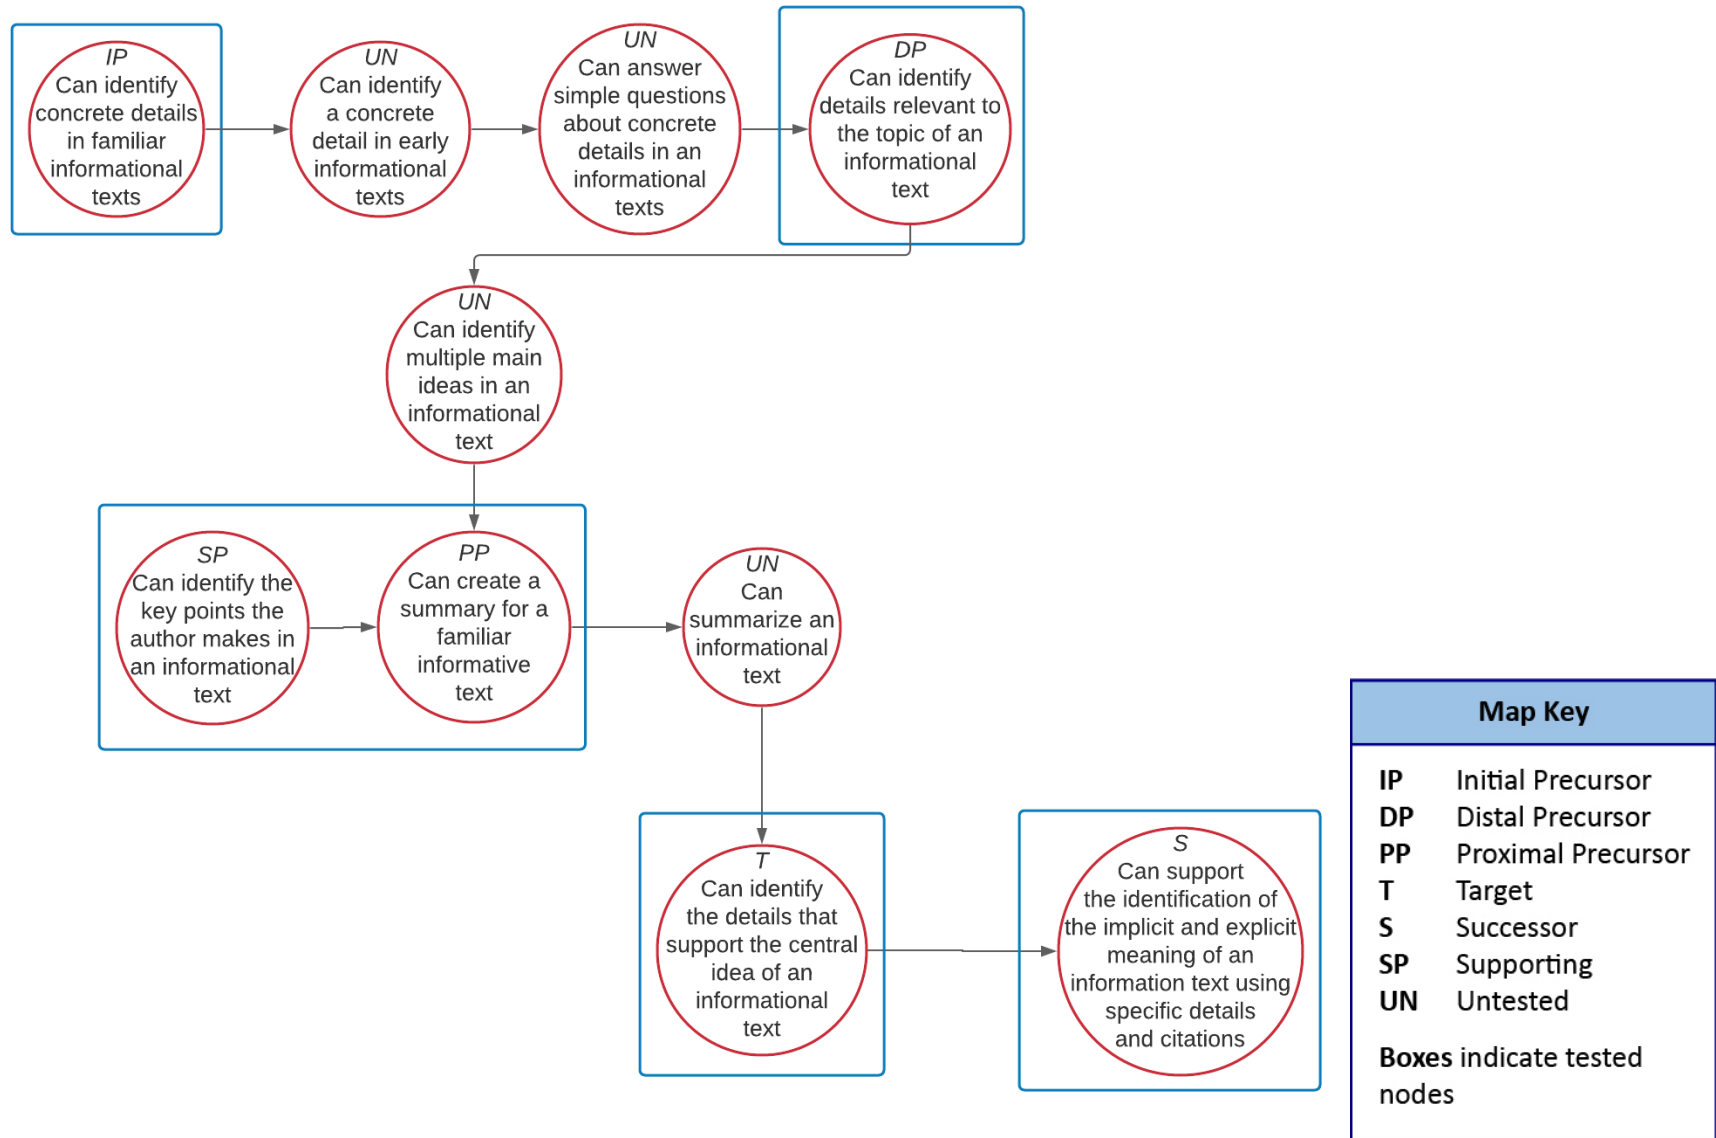 IP
Can identify
concrete details
in familiar
informational
texts
UN
Can identify
a concrete
detail in early
informational
texts
UN
Can answer
simple questions
about concrete
details in an
informational
texts
DP
Can identify
details relevant to
the topic of an
informational
text
UN
Can identify
multiple main
ideas in an
informational
text
SP
Can identify the
key points the
author makes in
an informational
text
PP
Can create a
summary for a
familiar
informative
text
UN
Can
summarize an
informational
text
T
Can identify
the details that
support the central
idea of an
informational
text
S
Can support
the identification of
the implicit and explicit
meaning of an
information text using
specific details
and citations
Map Key
IP Initial Precursor
DP Distal Precursor
PP Proximal Precursor
T Target
S Successor
SP Supporting
UN Untested
Boxes indicate tested
nodes